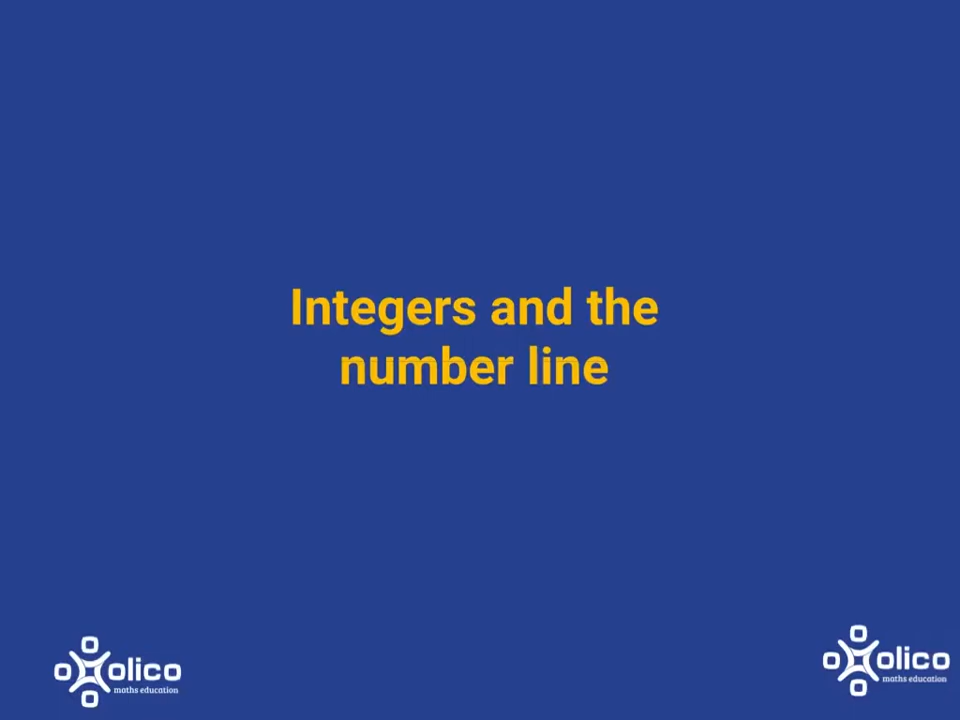 Integers and the
number line
olico
maths education
olico
maths education